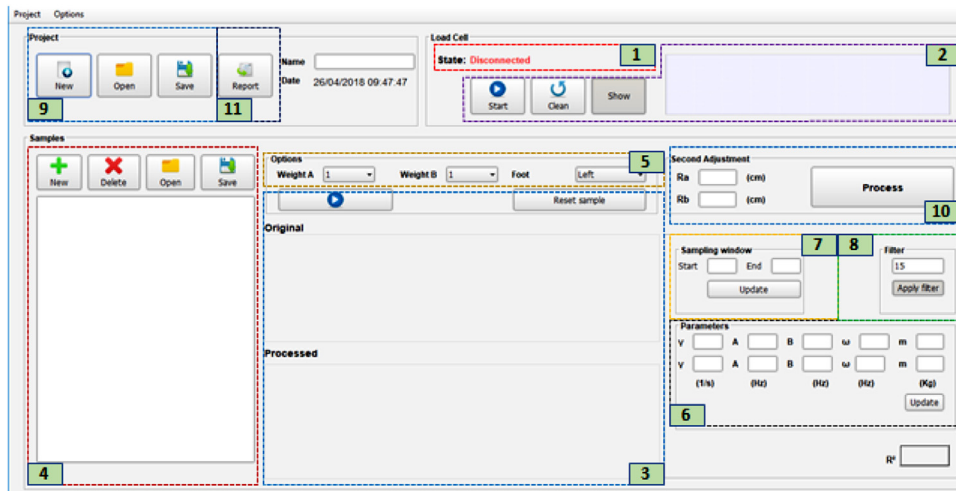 Project Options
Project
New Open Save Report
Name
Date 26/04/2018 09:47:47
9 11
Load Cell
State: Disconnected
1
2
Start Clean Show
Samples
New Delete Open Save
4
Options
Weight A 1 Weight B 1 Foot Left
5
Reset sample
Original
Processed
3
Second Adjustment
Ra (cm)
Rb (cm)
Process
10
7 8
Sampling window
Start End
Update
Filter
15
Apply filter
Parameters
γ A B ω m
γ A B ω m
(1/s) (Hz) (Hz) (Hz) (Kg)
Update
6
R²